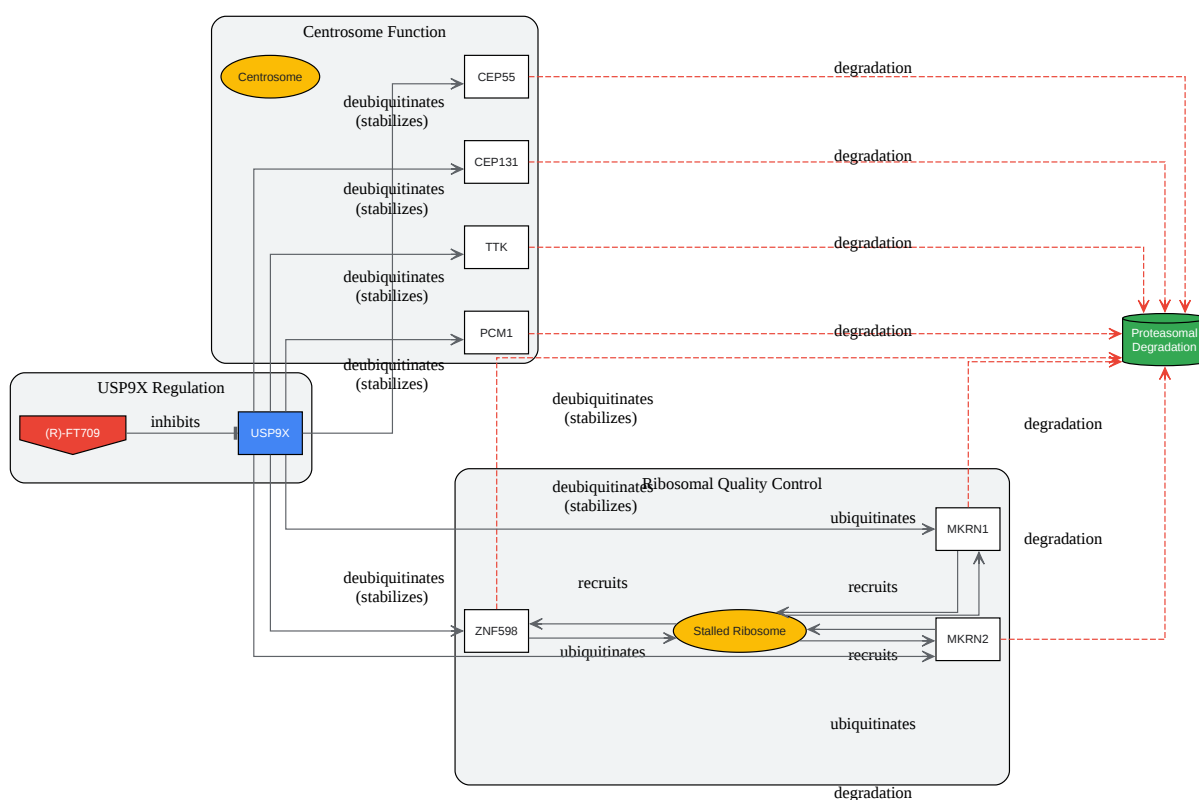 Centrosome Function
Centrosome
CEP55
degradation
deubiquitinates
(stabilizes)
CEP131
degradation
deubiquitinates
(stabilizes)
TTK
degradation
deubiquitinates
(stabilizes)
PCM1
degradation
Proteasomal
Degradation
deubiquitinates
(stabilizes)
USP9X Regulation
(R)-FT709
inhibits
USP9X
deubiquitinates
(stabilizes)
degradation
Ribosomal Quality Control
deubiquitinates
(stabilizes)
ubiquitinates
MKRN1
degradation
deubiquitinates
(stabilizes)
recruits
recruits
ZNF598
Stalled Ribosome
MKRN2
ubiquitinates
recruits
ubiquitinates
degradation